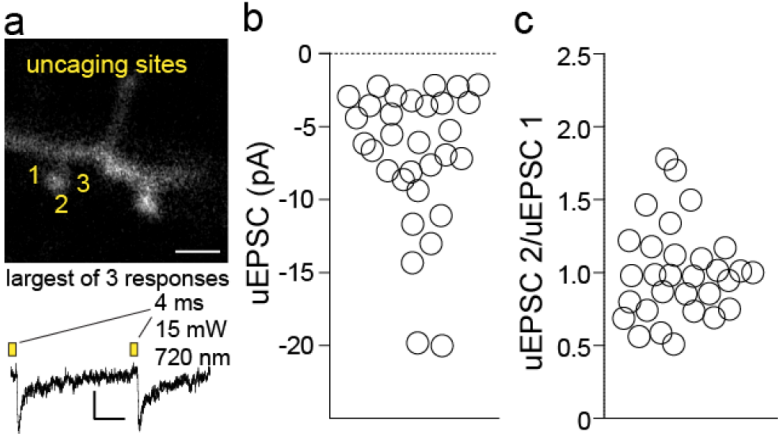 a
uncaging sites
1
2
3
largest of 3 responses
4 ms
15 mW
720 nm
b
uEPSC (pA)
0
-5
-10
-15
-20
c
uEPSC 2/uEPSC 1
2.5
2.0
1.5
1.0
0.5
0